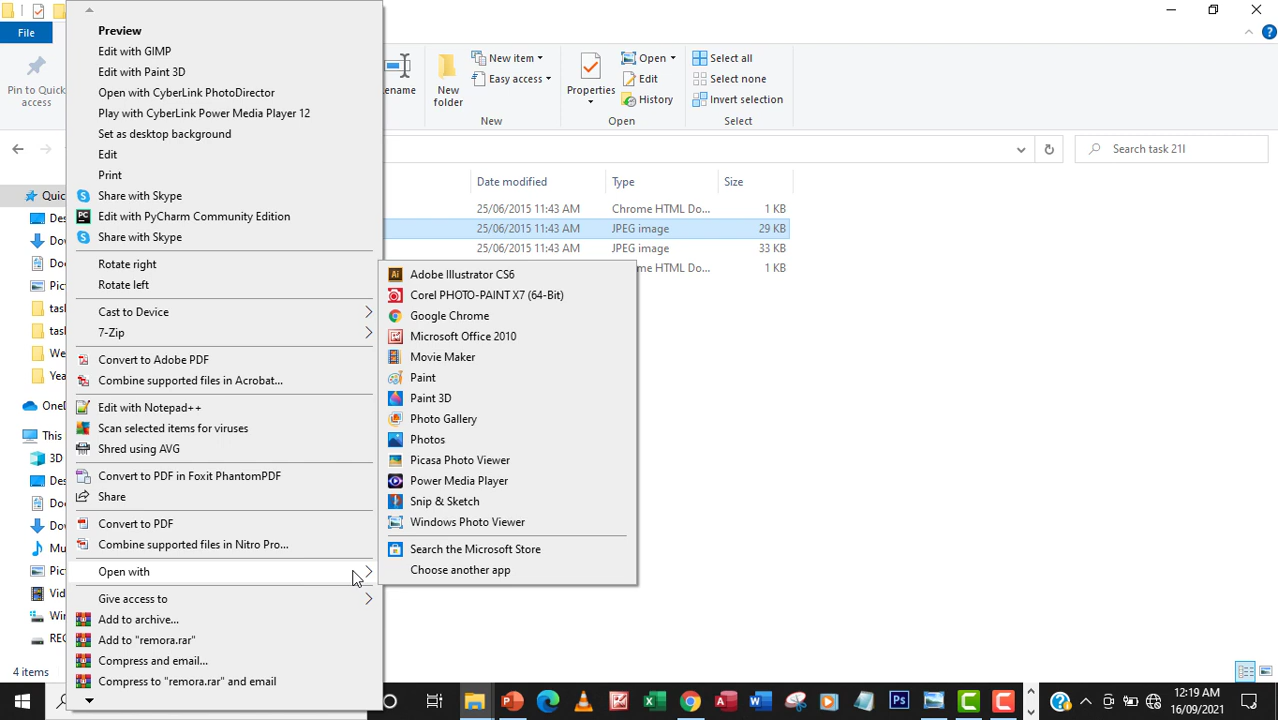 File
Preview
Edit with GIMP
Edit with Paint 3D
Open with CyberLink PhotoDirector
Play with CyberLink Power Media Player 12
Set as desktop background
Edit
Print
Share with Skype
Edit with PyCharm Community Edition
Share with Skype
Rotate right
Rotate left
Cast to Device
7-Zip
Convert to Adobe PDF
Combine supported files in Acrobat...
Edit with Notepad++
Scan selected items for viruses
Shred using AVG
Convert to PDF in Foxit PhantomPDF
Share
Convert to PDF
Combine supported files in Nitro Pro...
Open with
Give access to
Add to archive...
Add to "remora.rar"
Compress and email...
Compress to "remora.rar" and email
Adobe Illustrator CS6
Corel PHOTO-PAINT X7 (64-Bit)
Google Chrome
Microsoft Office 2010
Movie Maker
Paint
Paint 3D
Photo Gallery
Photos
Picasa Photo Viewer
Power Media Player
Snip & Sketch
Windows Photo Viewer
Search the Microsoft Store
Choose another app
Pin to Quick
access
New
folder
New item
Easy access
New
Properties
Open
Edit
History
Open
Select all
Select none
Invert selection
Select
Search task 21I
Date modified Type Size
25/06/2015 11:43 AM Chrome HTML Do... 1 KB
25/06/2015 11:43 AM JPEG image 29 KB
25/06/2015 11:43 AM JPEG image 33 KB
1 KB
This
3D
4 items
12:19 AM
16/09/2021